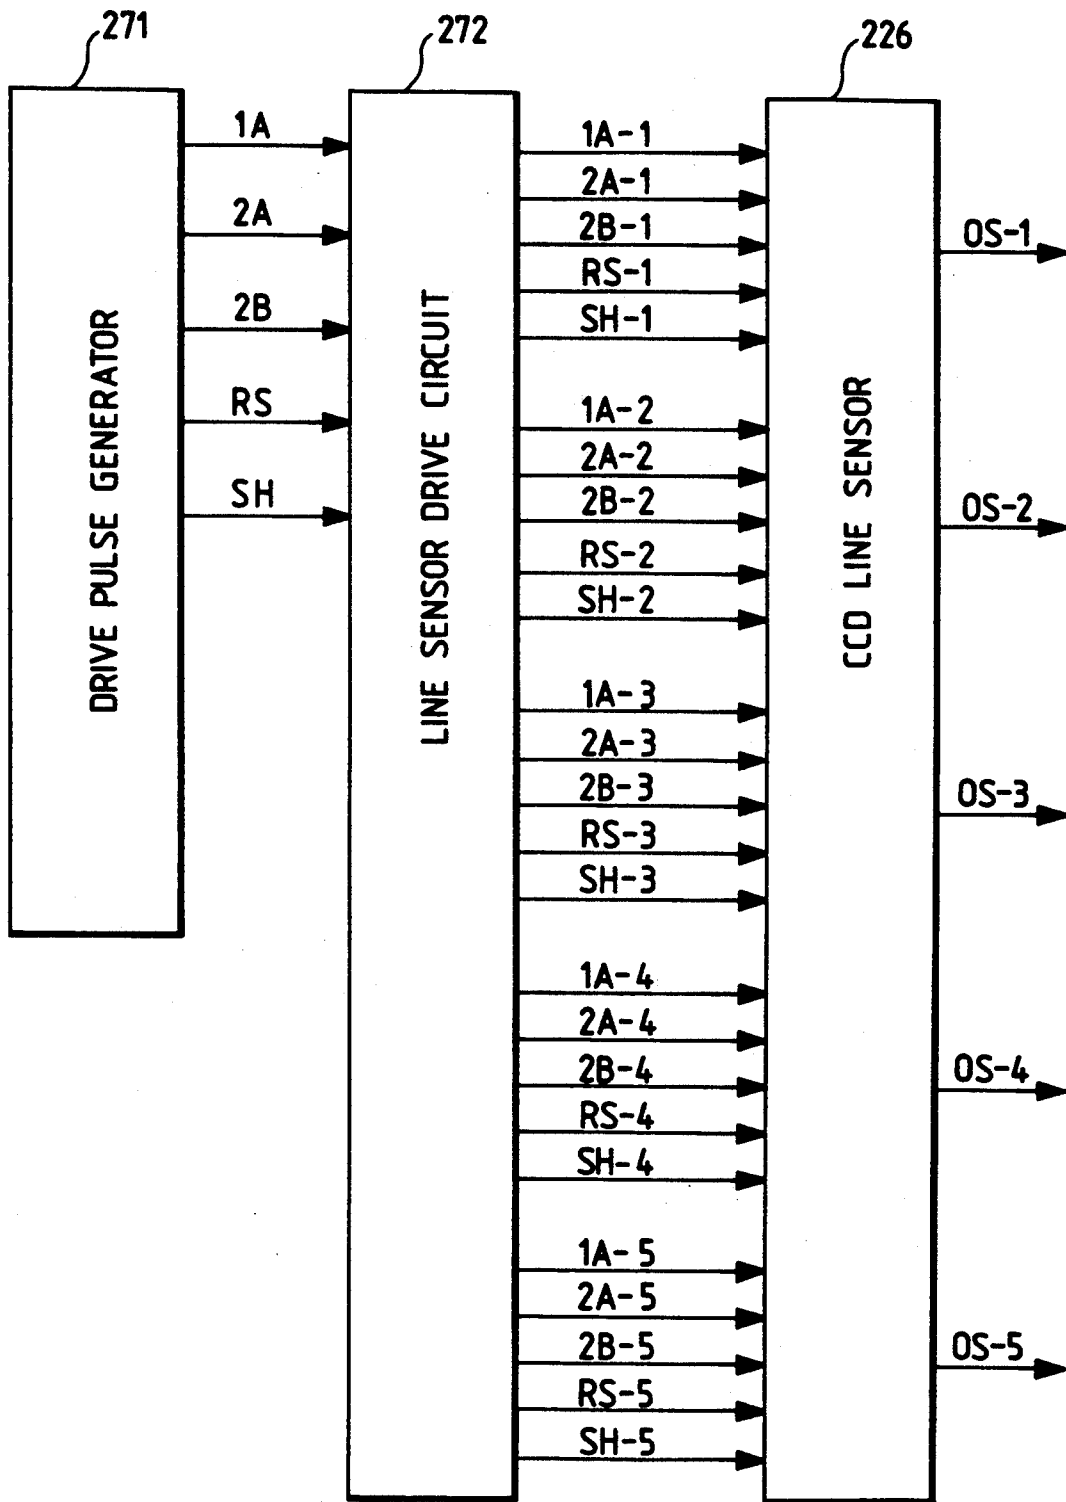 271
272
226
DRIVE PULSE GENERATOR
1A
2A
2B
RS
SH
LINE SENSOR DRIVE CIRCUIT
1A-1
2A-1
2B-1
RS-1
SH-1
1A-2
2A-2
2B-2
RS-2
SH-2
1A-3
2A-3
2B-3
RS-3
SH-3
1A-4
2A-4
2B-4
RS-4
SH-4
1A-5
2A-5
2B-5
RS-5
SH-5
CCD LINE SENSOR
OS-1
OS-2
OS-3
OS-4
OS-5